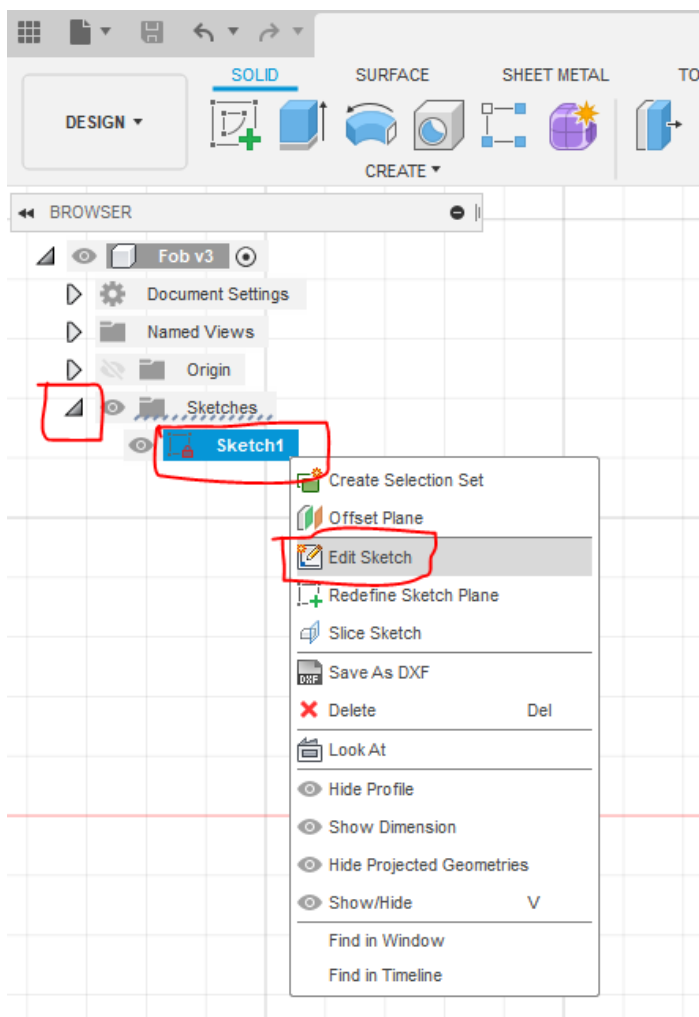 SOLID SURFACE SHEET METAL TO
DESIGN
CREATE
BROWSER
Fob v3
Document Settings
Named Views
Origin
Sketches
Sketch1
Create Selection Set
Offset Plane
Edit Sketch
Redefine Sketch Plane
Slice Sketch
DXF Save As DXF
Delete Del
Look At
Hide Profile
Show Dimension
Hide Projected Geometries
Show/Hide V
Find in Window
Find in Timeline